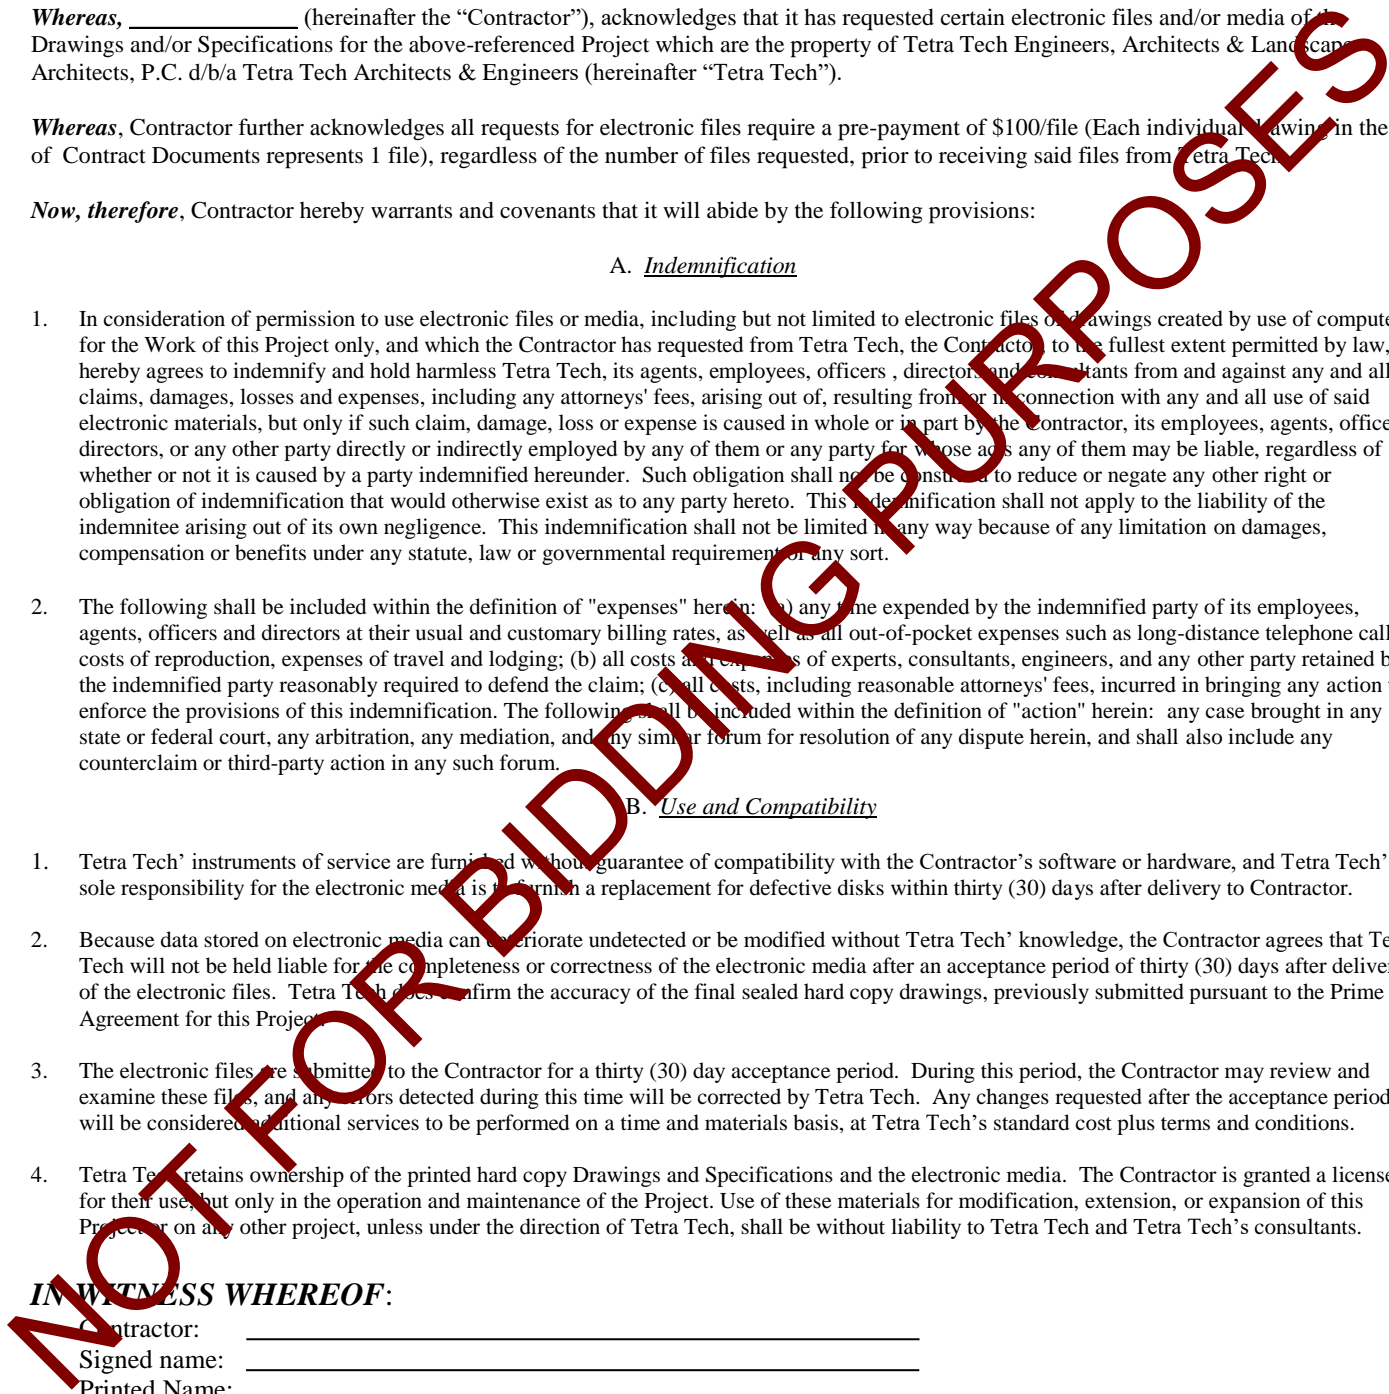 Whereas, ______________ (hereinafter the “Contractor”), acknowledges that it has requested certain electronic files and/or media of the
Drawings and/or Specifications for the above-referenced Project which are the property of Tetra Tech Engineers, Architects & Landscape
Architects, P.C. d/b/a Tetra Tech Architects & Engineers (hereinafter “Tetra Tech”).
Whereas, Contractor further acknowledges all requests for electronic files require a pre-payment of $100/file (Each individual drawing in the
of Contract Documents represents 1 file), regardless of the number of files requested, prior to receiving said files from Tetra Tech.
Now, therefore, Contractor hereby warrants and covenants that it will abide by the following provisions:
A. Indemnification
1. In consideration of permission to use electronic files or media, including but not limited to electronic files of drawings created by use of compute
for the Work of this Project only, and which the Contractor has requested from Tetra Tech, the Contractor, to the fullest extent permitted by law,
hereby agrees to indemnify and hold harmless Tetra Tech, its agents, employees, officers , directors and consultants from and against any and all
claims, damages, losses and expenses, including any attorneys' fees, arising out of, resulting from or in connection with any and all use of said
electronic materials, but only if such claim, damage, loss or expense is caused in whole or in part by the Contractor, its employees, agents, office
directors, or any other party directly or indirectly employed by any of them or any party for whose acts any of them may be liable, regardless of
whether or not it is caused by a party indemnified hereunder. Such obligation shall not be construed to reduce or negate any other right or
obligation of indemnification that would otherwise exist as to any party hereto. This indemnification shall not apply to the liability of the
indemnitee arising out of its own negligence. This indemnification shall not be limited in any way because of any limitation on damages,
compensation or benefits under any statute, law or governmental requirement of any sort.
2. The following shall be included within the definition of "expenses" herein: (a) any time expended by the indemnified party of its employees,
agents, officers and directors at their usual and customary billing rates, as well as all out-of-pocket expenses such as long-distance telephone call
costs of reproduction, expenses of travel and lodging; (b) all costs and expenses of experts, consultants, engineers, and any other party retained b
the indemnified party reasonably required to defend the claim; (c) all costs, including reasonable attorneys' fees, incurred in bringing any action
enforce the provisions of this indemnification. The following shall be included within the definition of "action" herein: any case brought in any
state or federal court, any arbitration, any mediation, and any similar forum for resolution of any dispute herein, and shall also include any
counterclaim or third-party action in any such forum.
B. Use and Compatibility
1. Tetra Tech’ instruments of service are furnished without guarantee of compatibility with the Contractor’s software or hardware, and Tetra Tech’
sole responsibility for the electronic media is to furnish a replacement for defective disks within thirty (30) days after delivery to Contractor.
2. Because data stored on electronic media can deteriorate undetected or be modified without Tetra Tech’ knowledge, the Contractor agrees that Te
Tech will not be held liable for the completeness or correctness of the electronic media after an acceptance period of thirty (30) days after deliver
of the electronic files. Tetra Tech does confirm the accuracy of the final sealed hard copy drawings, previously submitted pursuant to the Prime
Agreement for this Project.
3. The electronic files are submitted to the Contractor for a thirty (30) day acceptance period. During this period, the Contractor may review and
examine these files, and any errors detected during this time will be corrected by Tetra Tech. Any changes requested after the acceptance period
will be considered additional services to be performed on a time and materials basis, at Tetra Tech’s standard cost plus terms and conditions.
4. Tetra Tech retains ownership of the printed hard copy Drawings and Specifications and the electronic media. The Contractor is granted a license
for their use, but only in the operation and maintenance of the Project. Use of these materials for modification, extension, or expansion of this
Project or on any other project, unless under the direction of Tetra Tech, shall be without liability to Tetra Tech and Tetra Tech’s consultants.
IN WITNESS WHEREOF:
Contractor:
Signed name:
Printed Name:
NOT FOR BIDDING PURPOSES